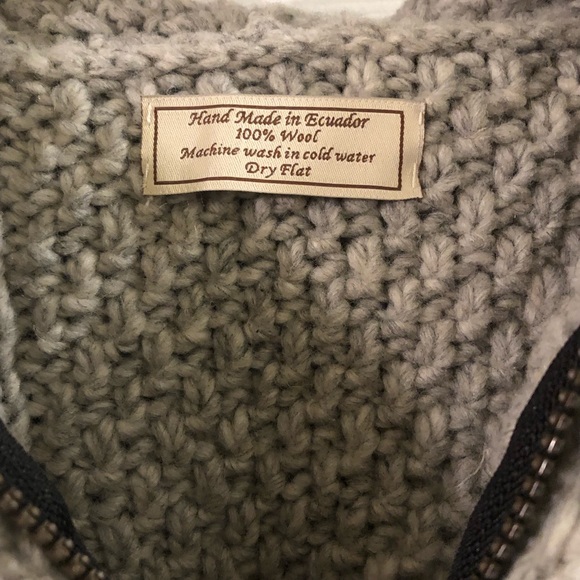 Hand Made in Ecuador
100% Wool
Machine wash in cold water
Dry Flat